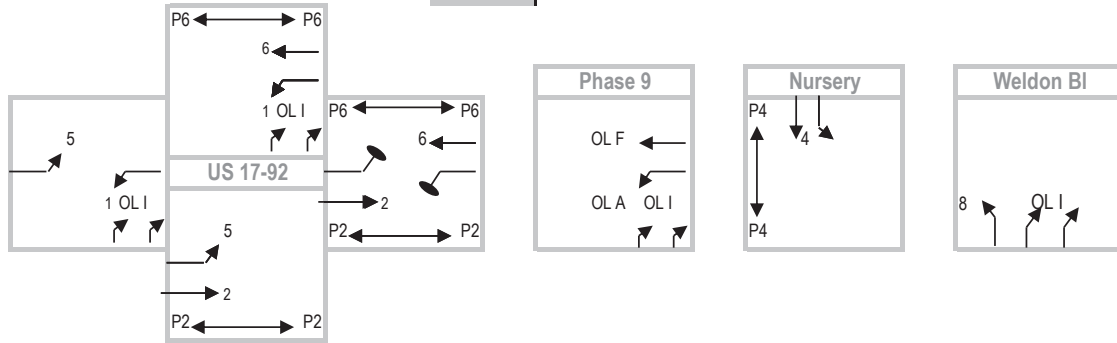 P6 P6
6
1 OL I
5
1 OL I
US 17-92
P6 P6
6
2
P2 P2
5
2
P2 P2
Phase 9
OL F
OL A OL I
Nursery
P4
4
P4
Weldon Bl
8 OL I